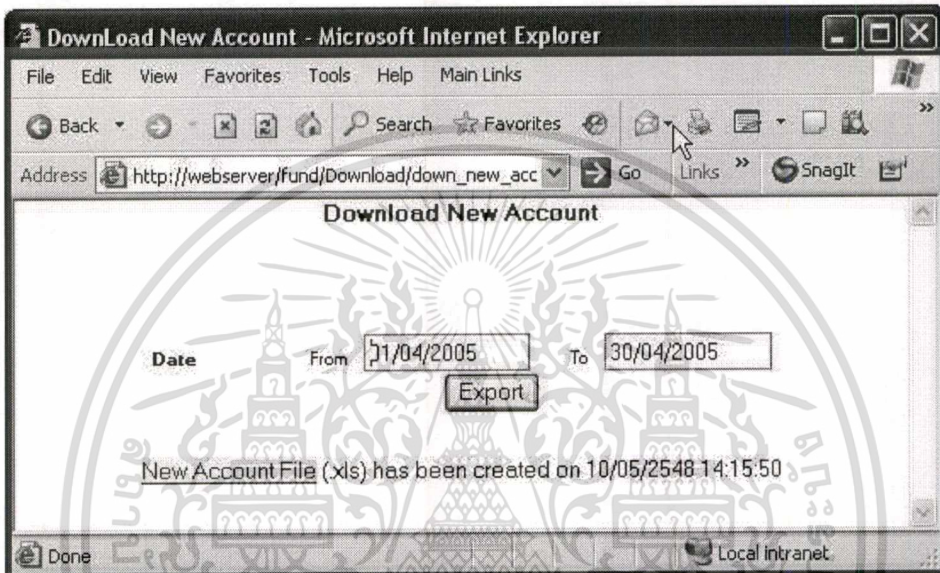 DownLoad New Account - Microsoft Internet Explorer
File Edit View Favorites Tools Help Main Links
Back Search Favorites »
Address http://webserver/fund/Download/down_new_acc Go Links » SnagIt
Download New Account
Date From 01/04/2005 To 30/04/2005
Export
New Account File (.xls) has been created on 10/05/2548 14:15:50
Done Local intranet